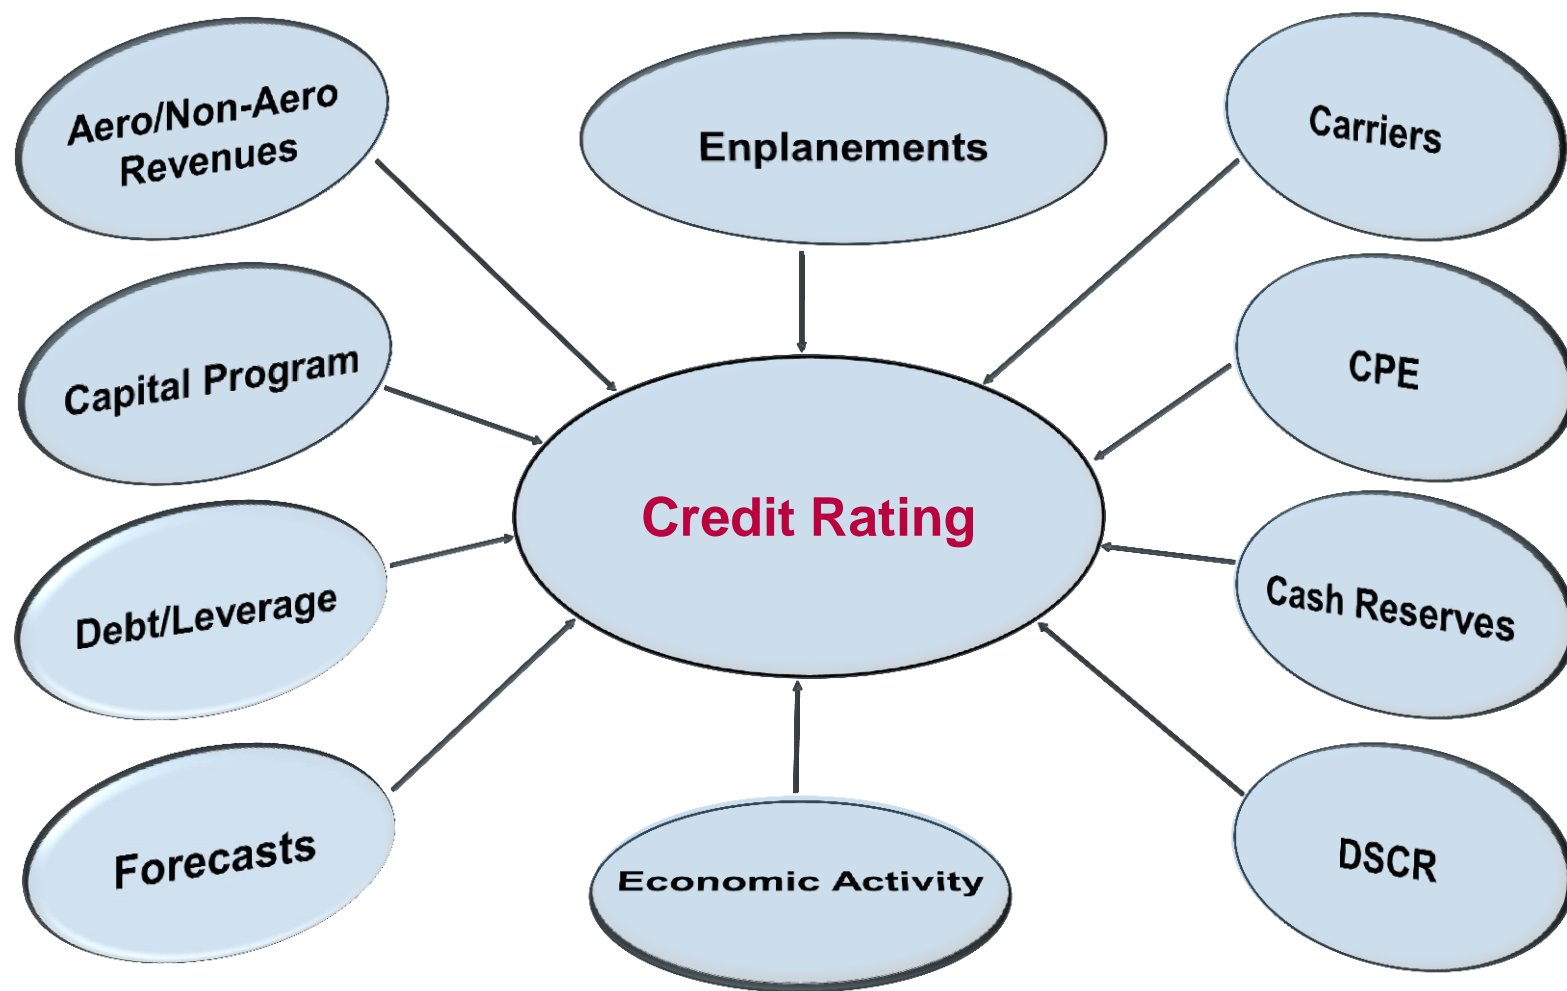 Aero/Non-Aero
Revenues
Enplanements
Carriers
Capital Program
CPE
Credit Rating
Debt/Leverage
Cash Reserves
Forecasts
Economic Activity
DSCR